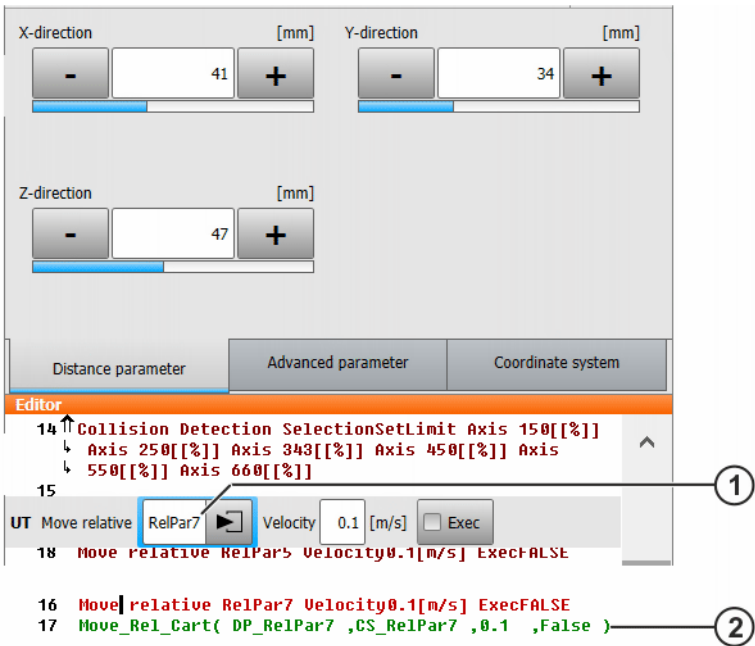 X-direction [mm] Y-direction [mm]
- 41 + - 34 +
Z-direction [mm]
- 47 +
Distance parameter Advanced parameter Coordinate system
Editor
14 Collision Detection SelectionSetLimit Axis 150[[%]]
Axis 250[[%]] Axis 343[[%]] Axis 450[[%]] Axis
550[[%]] Axis 660[[%]]
15
1
UT Move relative RelPar7 Velocity 0.1 [m/s] Exec
18 Move relative RelPar5 Velocity0.1[m/s] ExecFALSE
16 Move relative RelPar7 Velocity0.1[m/s] ExecFALSE
17 Move_Rel_Cart( DP_RelPar7 ,CS_RelPar7 ,0.1 ,False )
2